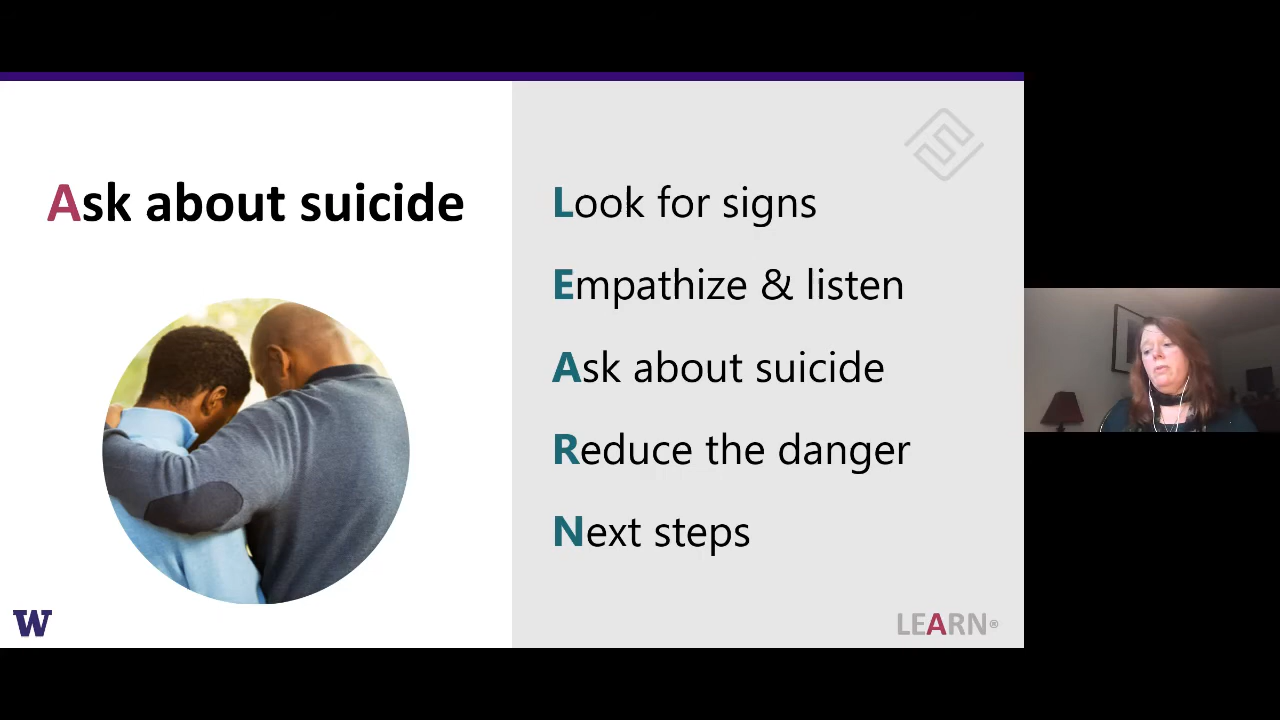 Ask about suicide
Look for signs
Empathize & listen
Ask about suicide
Reduce the danger
Next steps
W
LEARN®